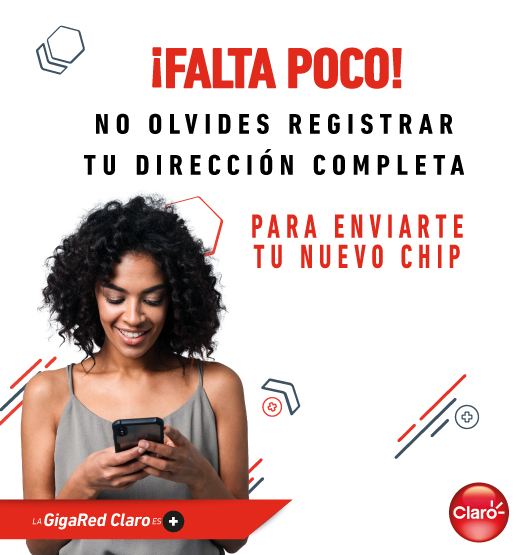 ¡FALTA POCO!
NO OLVIDES REGISTRAR
TU DIRECCIÓN COMPLETA
PARA ENVIARTE
TU NUEVO CHIP
LA GigaRed Claro ES +
Claro